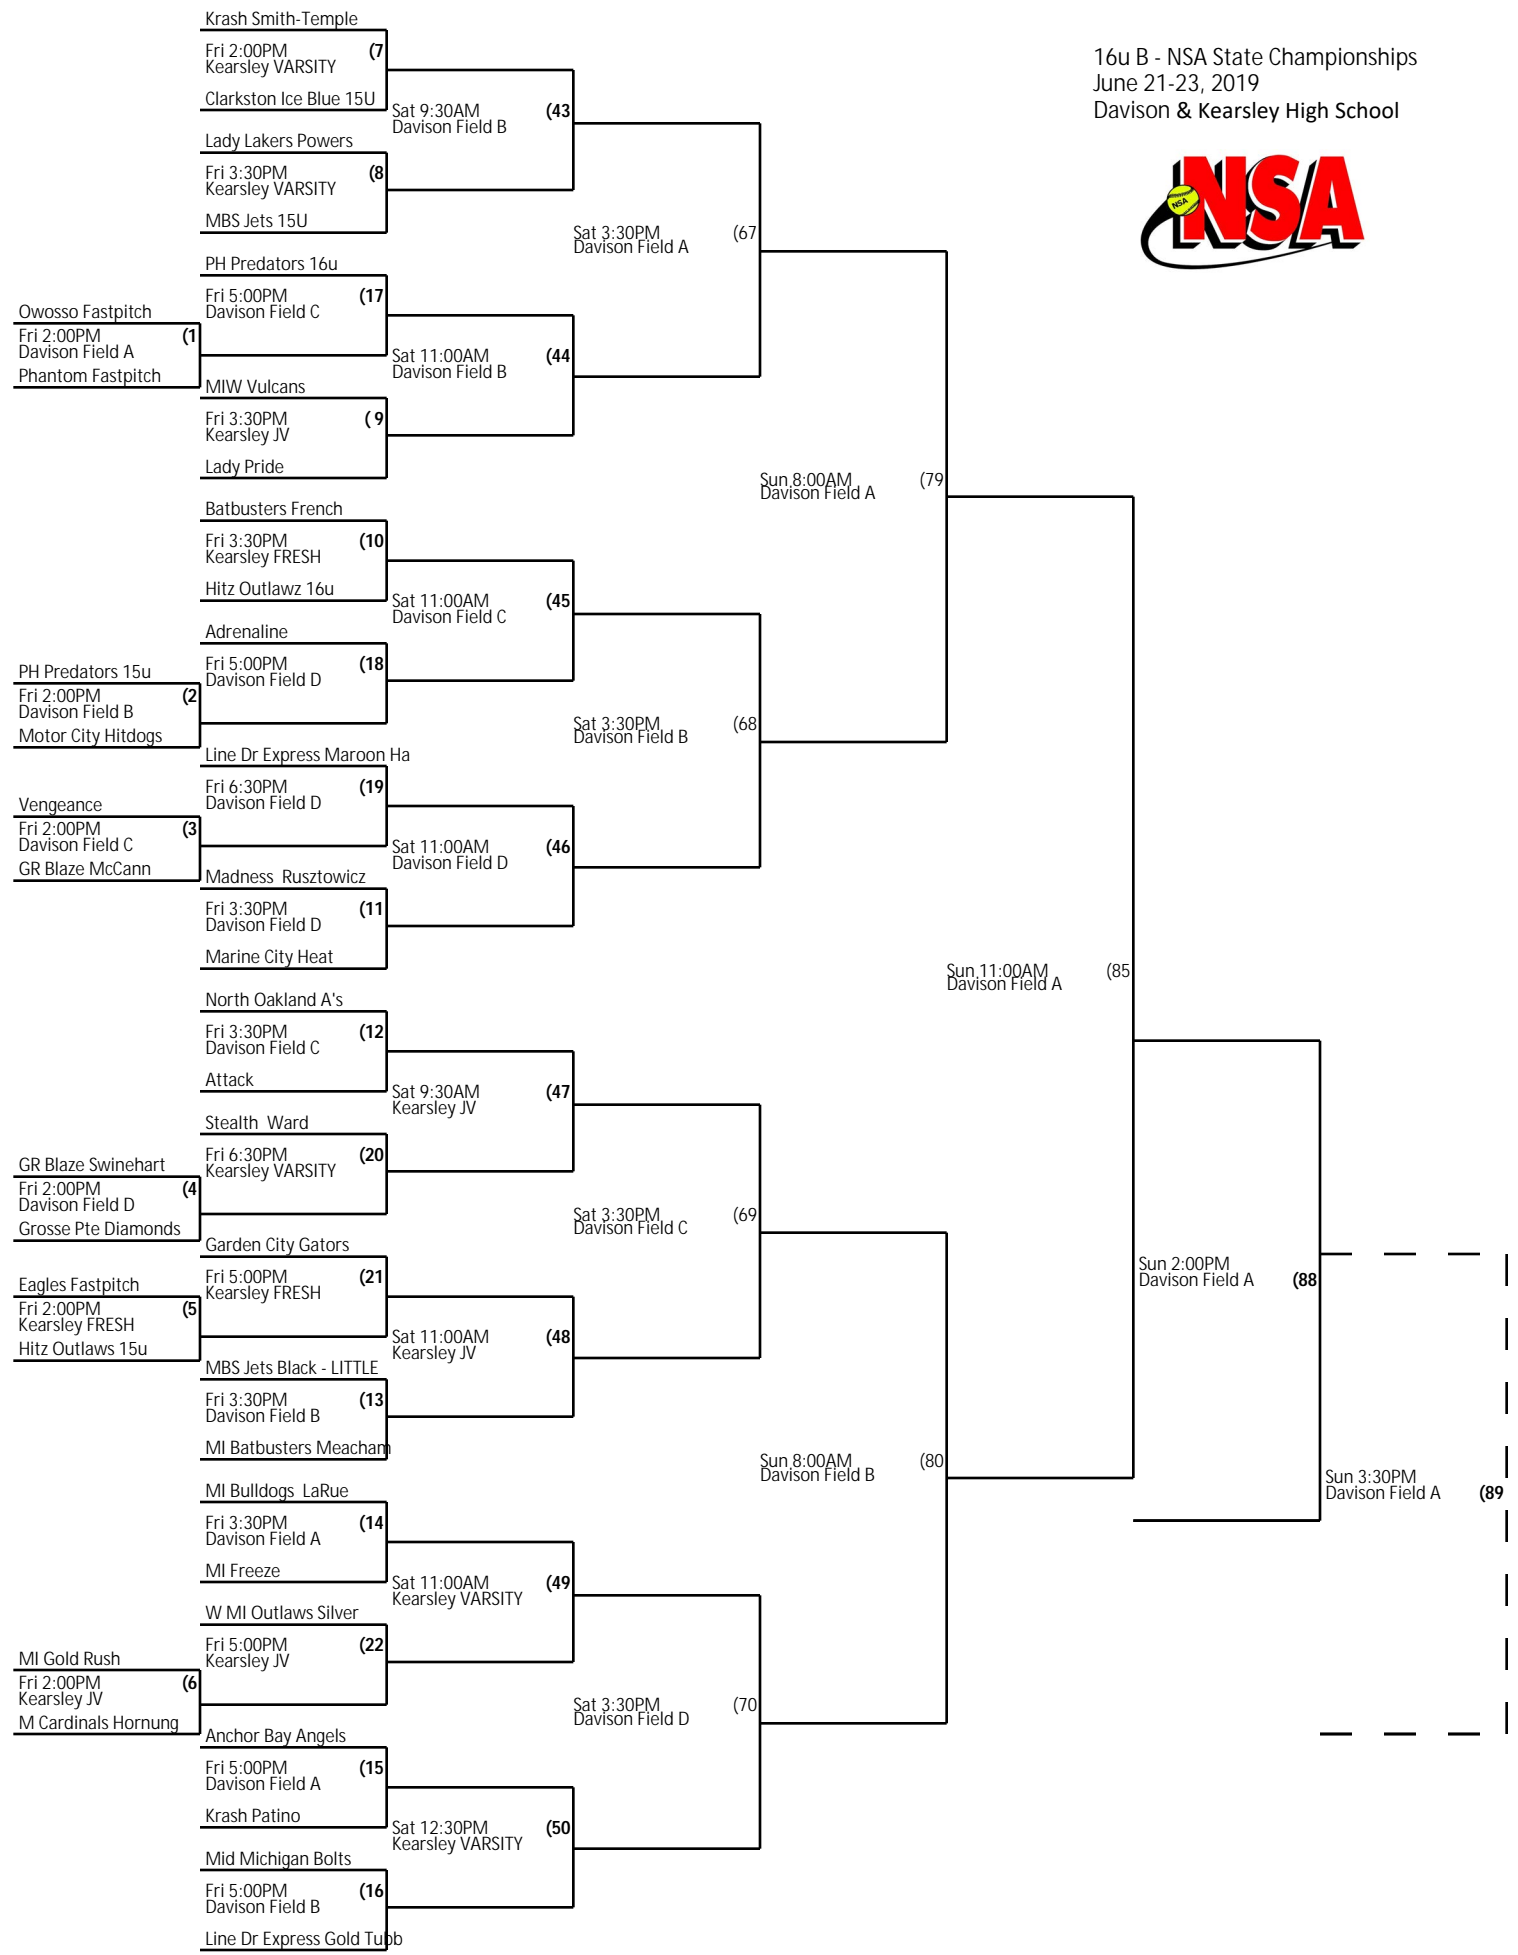 16u B - NSA State Championships
June 21-23, 2019
Davison & Kearsley High School
NSA
NSA
Krash Smith-Temple
Fri 2:00PM (7
Kearsley VARSITY
Clarkston Ice Blue 15U
Sat 9:30AM (43
Davison Field B
Lady Lakers Powers
Fri 3:30PM (8
Kearsley VARSITY
MBS Jets 15U
Sat 3:30PM (67
Davison Field A
PH Predators 16u
Fri 5:00PM (17
Davison Field C
Owosso Fastpitch
Fri 2:00PM (1
Davison Field A
Phantom Fastpitch
Sat 11:00AM (44
Davison Field B
MIW Vulcans
Fri 3:30PM ( 9
Kearsley JV
Lady Pride
Sun 8:00AM (79
Davison Field A
Batbusters French
Fri 3:30PM (10
Kearsley FRESH
Hitz Outlawz 16u
Sat 11:00AM (45
Davison Field C
Adrenaline
Fri 5:00PM (18
Davison Field D
PH Predators 15u
Fri 2:00PM (2
Davison Field B
Motor City Hitdogs
Sat 3:30PM (68
Davison Field B
Line Dr Express Maroon Ha
Fri 6:30PM (19
Davison Field D
Vengeance
Fri 2:00PM (3
Davison Field C
GR Blaze McCann
Sat 11:00AM (46
Davison Field D
Madness Rusztowicz
Fri 3:30PM (11
Davison Field D
Marine City Heat
Sun 11:00AM (85
Davison Field A
North Oakland A's
Fri 3:30PM (12
Davison Field C
Attack
Sat 9:30AM (47
Kearsley JV
Stealth Ward
Fri 6:30PM (20
Kearsley VARSITY
GR Blaze Swinehart
Fri 2:00PM (4
Davison Field D
Grosse Pte Diamonds
Sat 3:30PM (69
Davison Field C
Garden City Gators
Fri 5:00PM (21
Kearsley FRESH
Sun 2:00PM
Davison Field A (88
Eagles Fastpitch
Fri 2:00PM (5
Kearsley FRESH
Hitz Outlaws 15u
Sat 11:00AM (48
Kearsley JV
MBS Jets Black - LITTLE
Fri 3:30PM (13
Davison Field B
MI Batbusters Meacham
Sun 8:00AM (80
Davison Field B
Sun 3:30PM
Davison Field A (89
MI Bulldogs LaRue
Fri 3:30PM (14
Davison Field A
MI Freeze
Sat 11:00AM (49
Kearsley VARSITY
W MI Outlaws Silver
Fri 5:00PM (22
Kearsley JV
MI Gold Rush
Fri 2:00PM (6
Kearsley JV
M Cardinals Hornung
Sat 3:30PM (70
Davison Field D
Anchor Bay Angels
Fri 5:00PM (15
Davison Field A
Krash Patino
Sat 12:30PM (50
Kearsley VARSITY
Mid Michigan Bolts
Fri 5:00PM (16
Davison Field B
Line Dr Express Gold Tubb